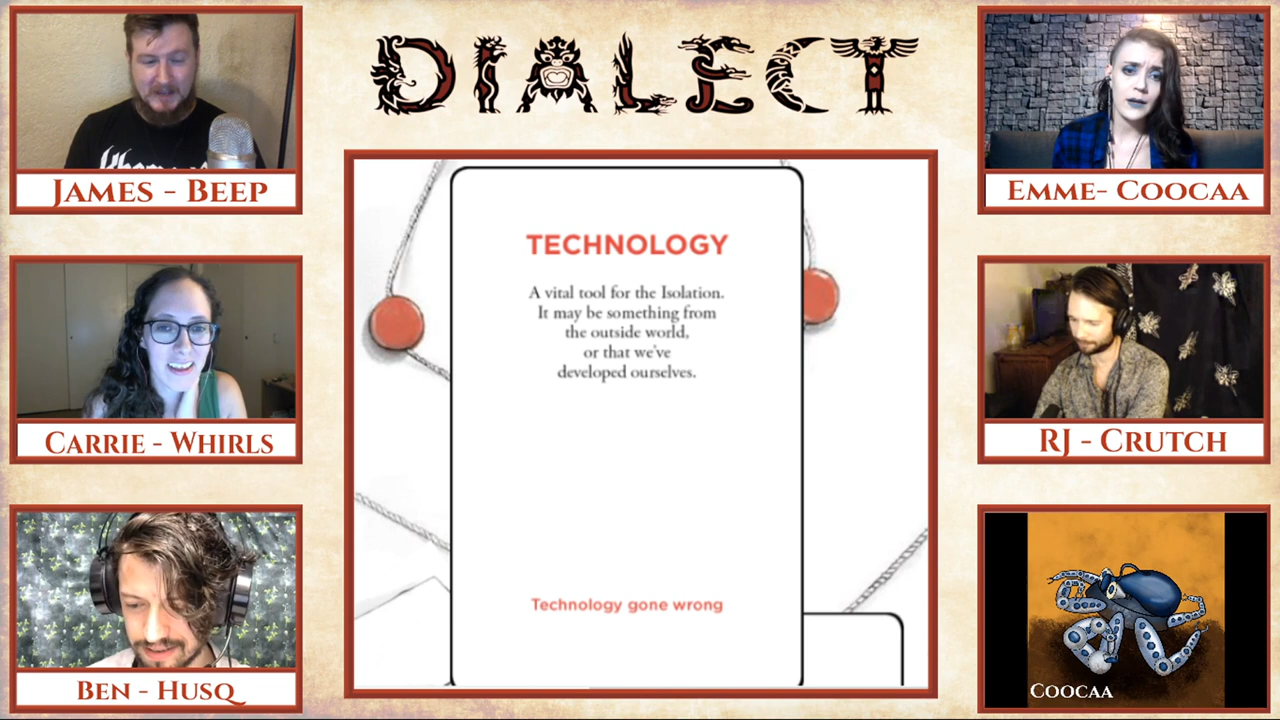 DIALECT
JAMES - BEEP
EMME- COOCAA
TECHNOLOGY
A vital tool for the Isolation.
It may be something from
the outside world,
or that we've
developed ourselves.
Technology gone wrong
CARRIE - WHIRLS
RJ - CRUTCH
BEN - HUSQ
COOCAA